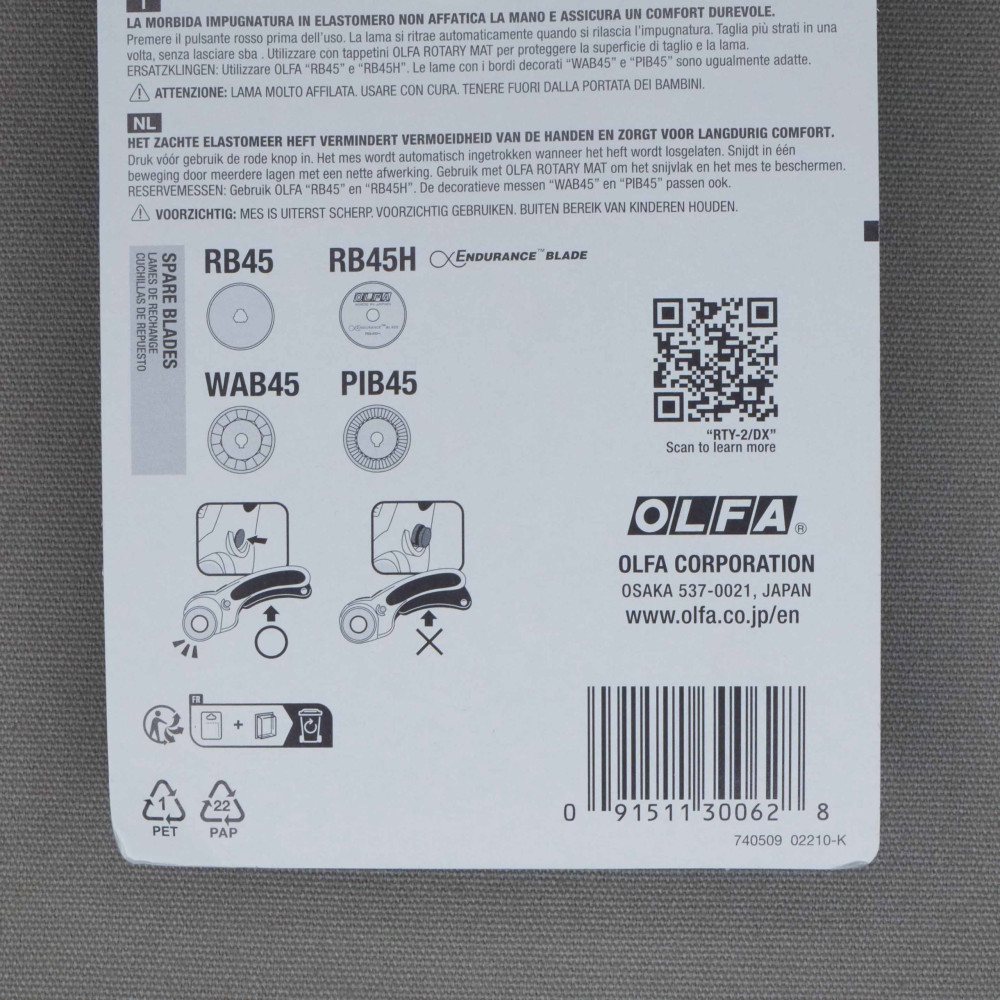 I
LA MORBIDA IMPUGNATURA IN ELASTOMERO NON AFFATICA LA MANO E ASSICURA UN COMFORT DUREVOLE.
Premere il pulsante rosso prima dell'uso. La lama si ritrae automaticamente quando si rilascia l'impugnatura. Taglia più strati in una
volta, senza lasciare sba . Utilizzare con tappetini OLFA ROTARY MAT per proteggere la superficie di taglio e la lama.
ERSATZKLINGEN: Utilizzare OLFA "RB45" e "RB45H". Le lame con i bordi decorati "WAB45" e "PIB45" sono ugualmente adatte.
ATTENZIONE: LAMA MOLTO AFFILATA. USARE CON CURA. TENERE FUORI DALLA PORTATA DEI BAMBINI.
NL
HET ZACHTE ELASTOMEER HEFT VERMINDERT VERMOEIDHEID VAN DE HANDEN EN ZORGT VOOR LANGDURIG COMFORT.
Druk vóór gebruik de rode knop in. Het mes wordt automatisch ingetrokken wanneer het heft wordt losgelaten. Snijdt in één
beweging door meerdere lagen met een nette afwerking. Gebruik met OLFA ROTARY MAT om het snijvlak en het mes te beschermen.
RESERVEMESSEN: Gebruik OLFA "RB45" en "RB45H". De decoratieve messen "WAB45" en "PIB45" passen ook.
VOORZICHTIG: MES IS UITERST SCHERP. VOORZICHTIG GEBRUIKEN. BUITEN BEREIK VAN KINDEREN HOUDEN.
SPARE BLADES
LAMES DE RECHANGE
CUCHILLAS DE REPUESTO
RB45
RB45H ENDURANCE™ BLADE
OLFA
MADE IN JAPAN
ENDURANCE™ BLADE
WAB45
PIB45
"RTY-2/DX"
Scan to learn more
OLFA®
OLFA CORPORATION
OSAKA 537-0021, JAPAN
www.olfa.co.jp/en
FR
+
1
PET
22
PAP
0 91511 30062 8
740509 02210-K